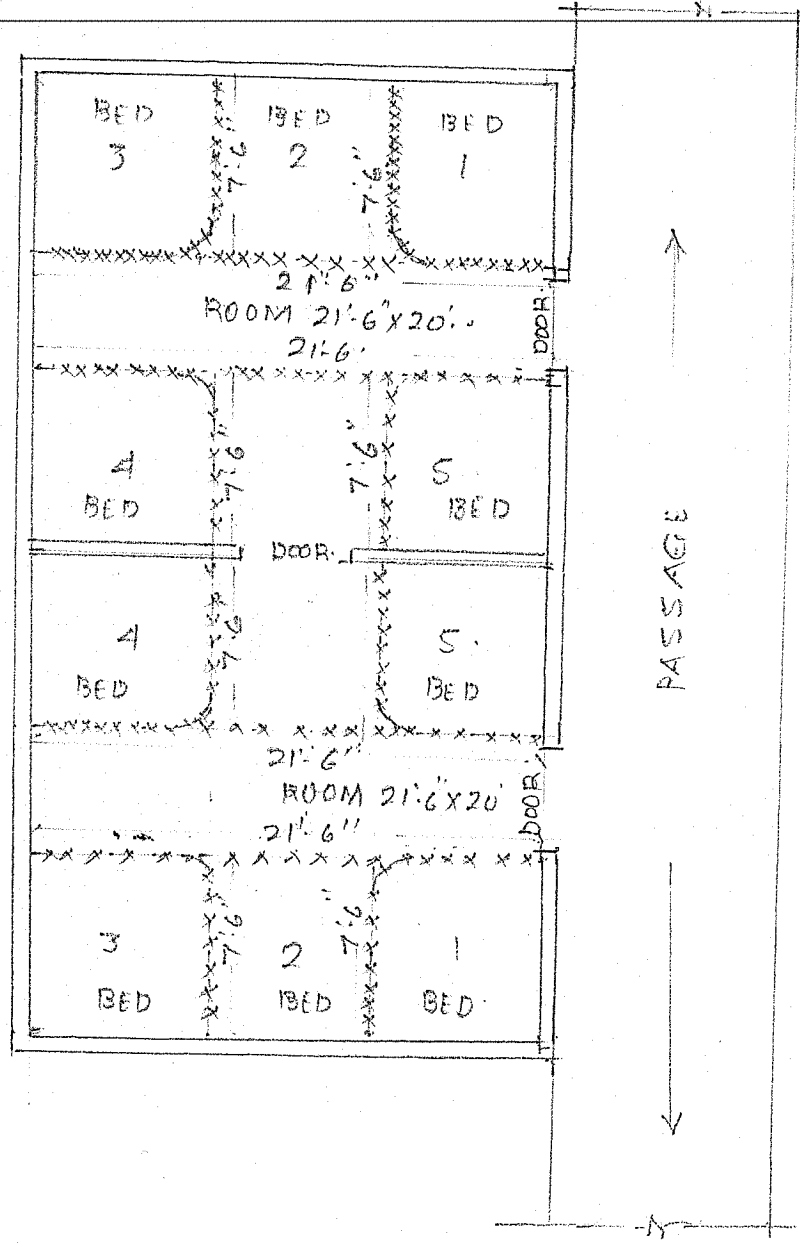 BED BED BED
3 2 1
7'-6" 7'-6"
21'-6"
ROOM 21'-6"X20'.
21'-6.
DOOR.
7'-6" 7'-6"
4 5
BED BED
DOOR.
PASSAGE
7'-6
4 5.
BED BED
21'-6"
ROOM 21'-6"X20'
21'-6"
DOOR.
7'-6" 7'-6"
3 2 1
BED BED BED